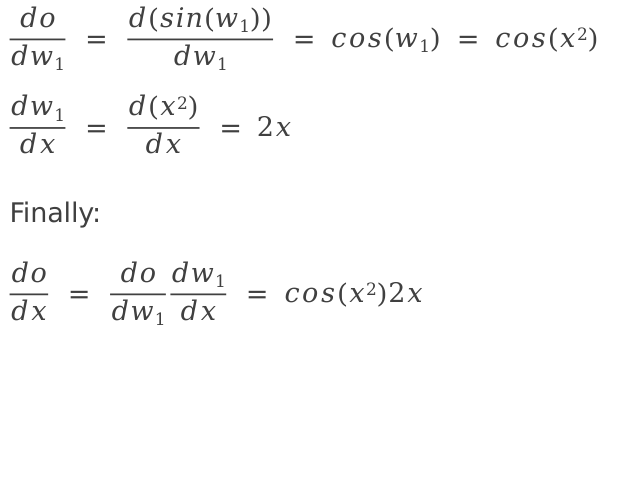 do/dw₁ = d(sin(w₁))/dw₁ = cos(w₁) = cos(x²)
dw₁/dx = d(x²)/dx = 2x
Finally:
do/dx = do/dw₁ dw₁/dx = cos(x²)2x